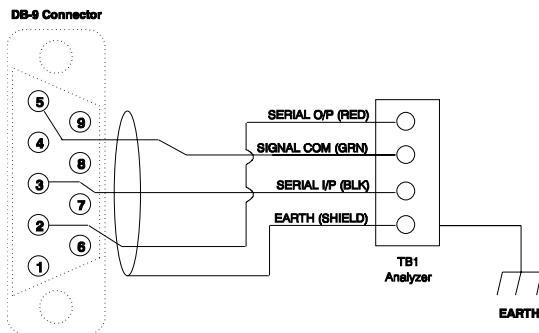 DB-9 Connector
5
9
4
8
3
7
2
6
1
SERIAL O/P (RED)
SIGNAL COM (GRN)
SERIAL I/P (BLK)
EARTH (SHIELD)
TB1
Analyzer
EARTH